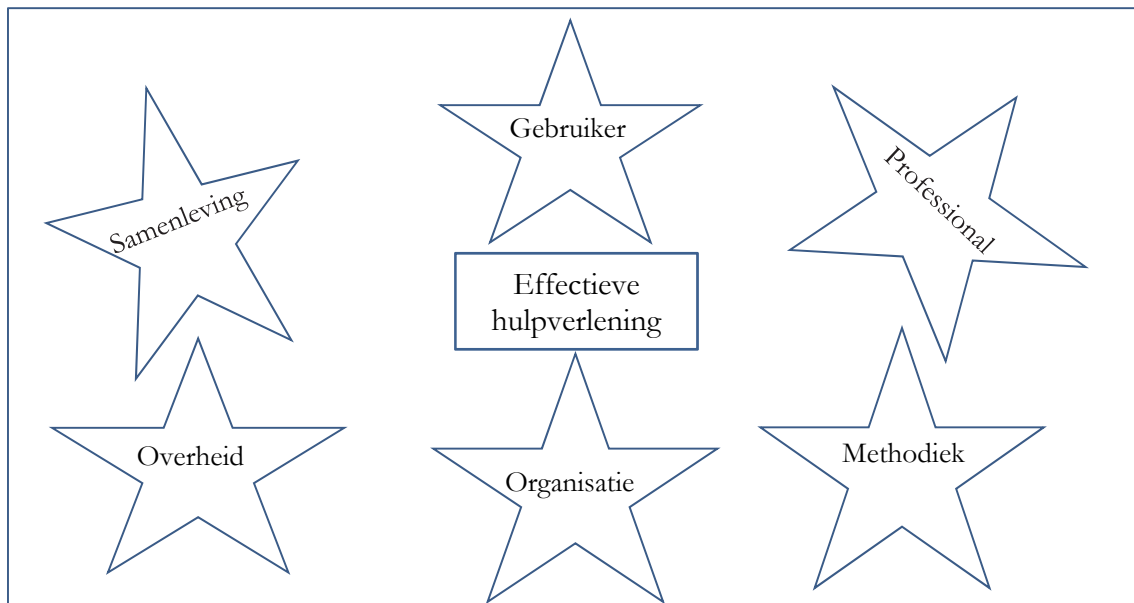 Gebruiker
Samenleving
Professional
Effectieve
hulpverlening
Overheid
Organisatie
Methodiek